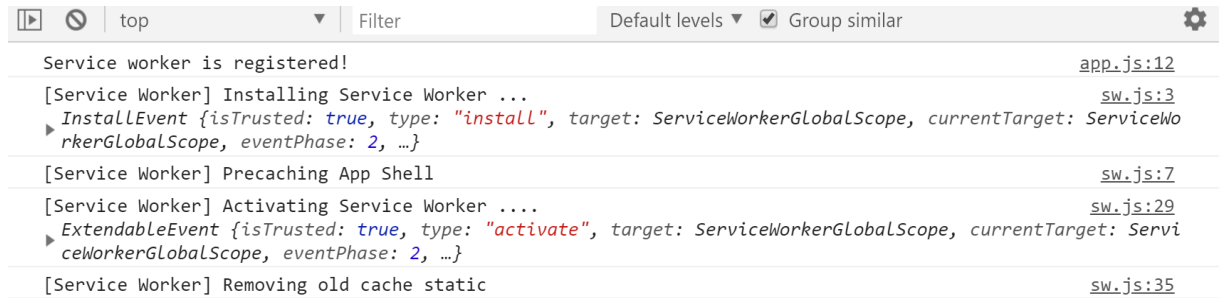 top ▼ Filter Default levels ▼ Group similar
Service worker is registered! app.js:12
[Service Worker] Installing Service Worker ... sw.js:3
InstallEvent {isTrusted: true, type: "install", target: ServiceWorkerGlobalScope, currentTarget: ServiceWo
rkerGlobalScope, eventPhase: 2, …}
[Service Worker] Precaching App Shell sw.js:7
[Service Worker] Activating Service Worker .... sw.js:29
ExtendableEvent {isTrusted: true, type: "activate", target: ServiceWorkerGlobalScope, currentTarget: Servi
ceWorkerGlobalScope, eventPhase: 2, …}
[Service Worker] Removing old cache static sw.js:35